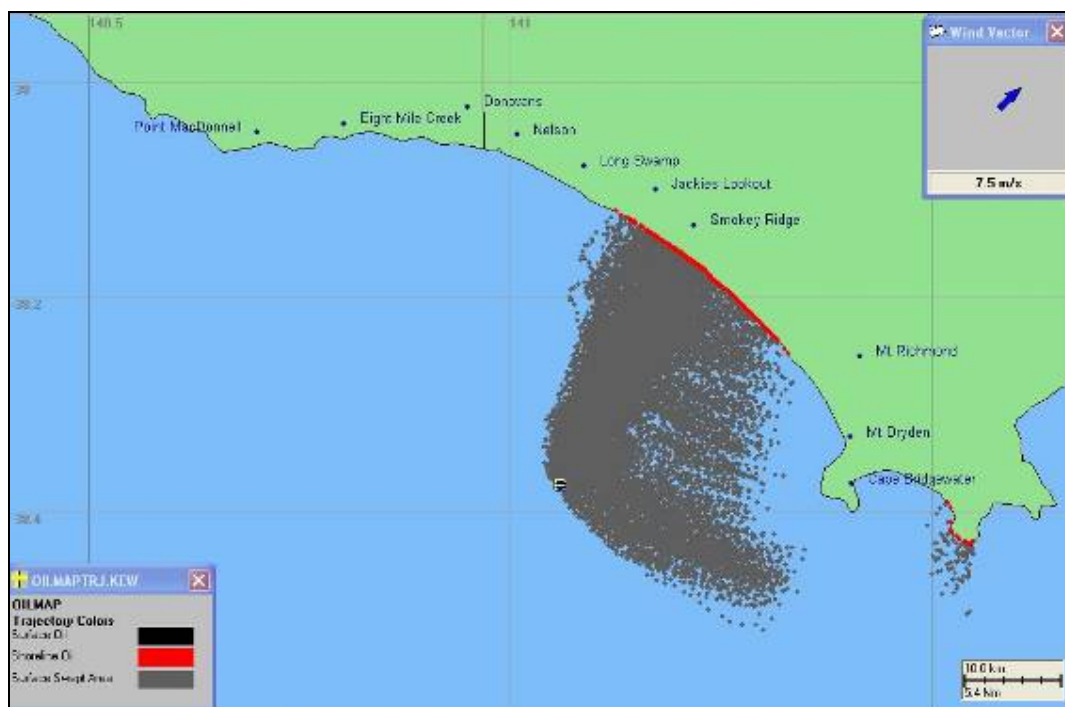 140.5
141
Wind Vector
7.5 m/s
38
Donovans
Eight Mile Creek
Point MacDonnell
Nelson
Long Swamp
Jackies Lookout
Smokey Ridge
38.2
Mt Richmond
Mt Dryden
Cape Bridgewater
38.4
OILMAPTRJ.KEW
OILMAP
Trajectory Colors
Surface Oil
Shoreline Oil
Surface Swept Area
10.0 km
5.4 Nm